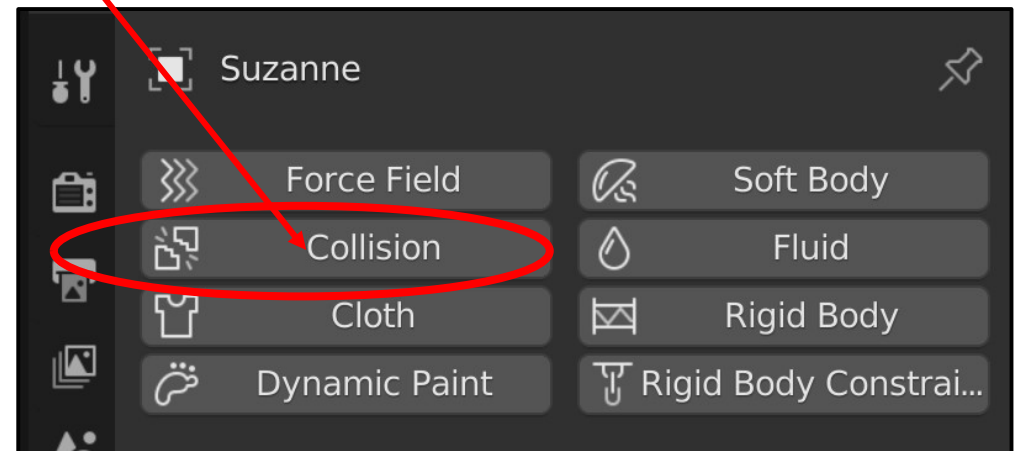 Suzanne
Force Field
Soft Body
Collision
Fluid
Cloth
Rigid Body
Dynamic Paint
Rigid Body Constrai...